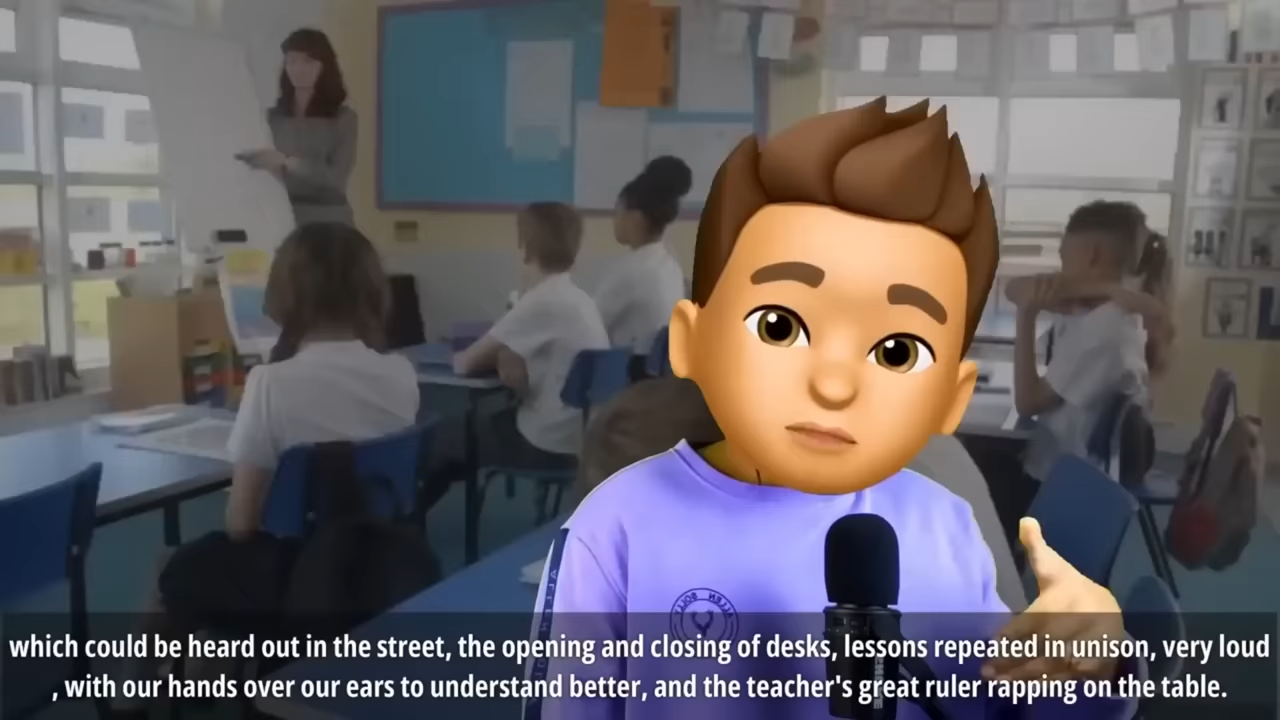 ALLEN SOLLY
which could be heard out in the street, the opening and closing of desks, lessons repeated in unison, very loud
, with our hands over our ears to understand better, and the teacher's great ruler rapping on the table.